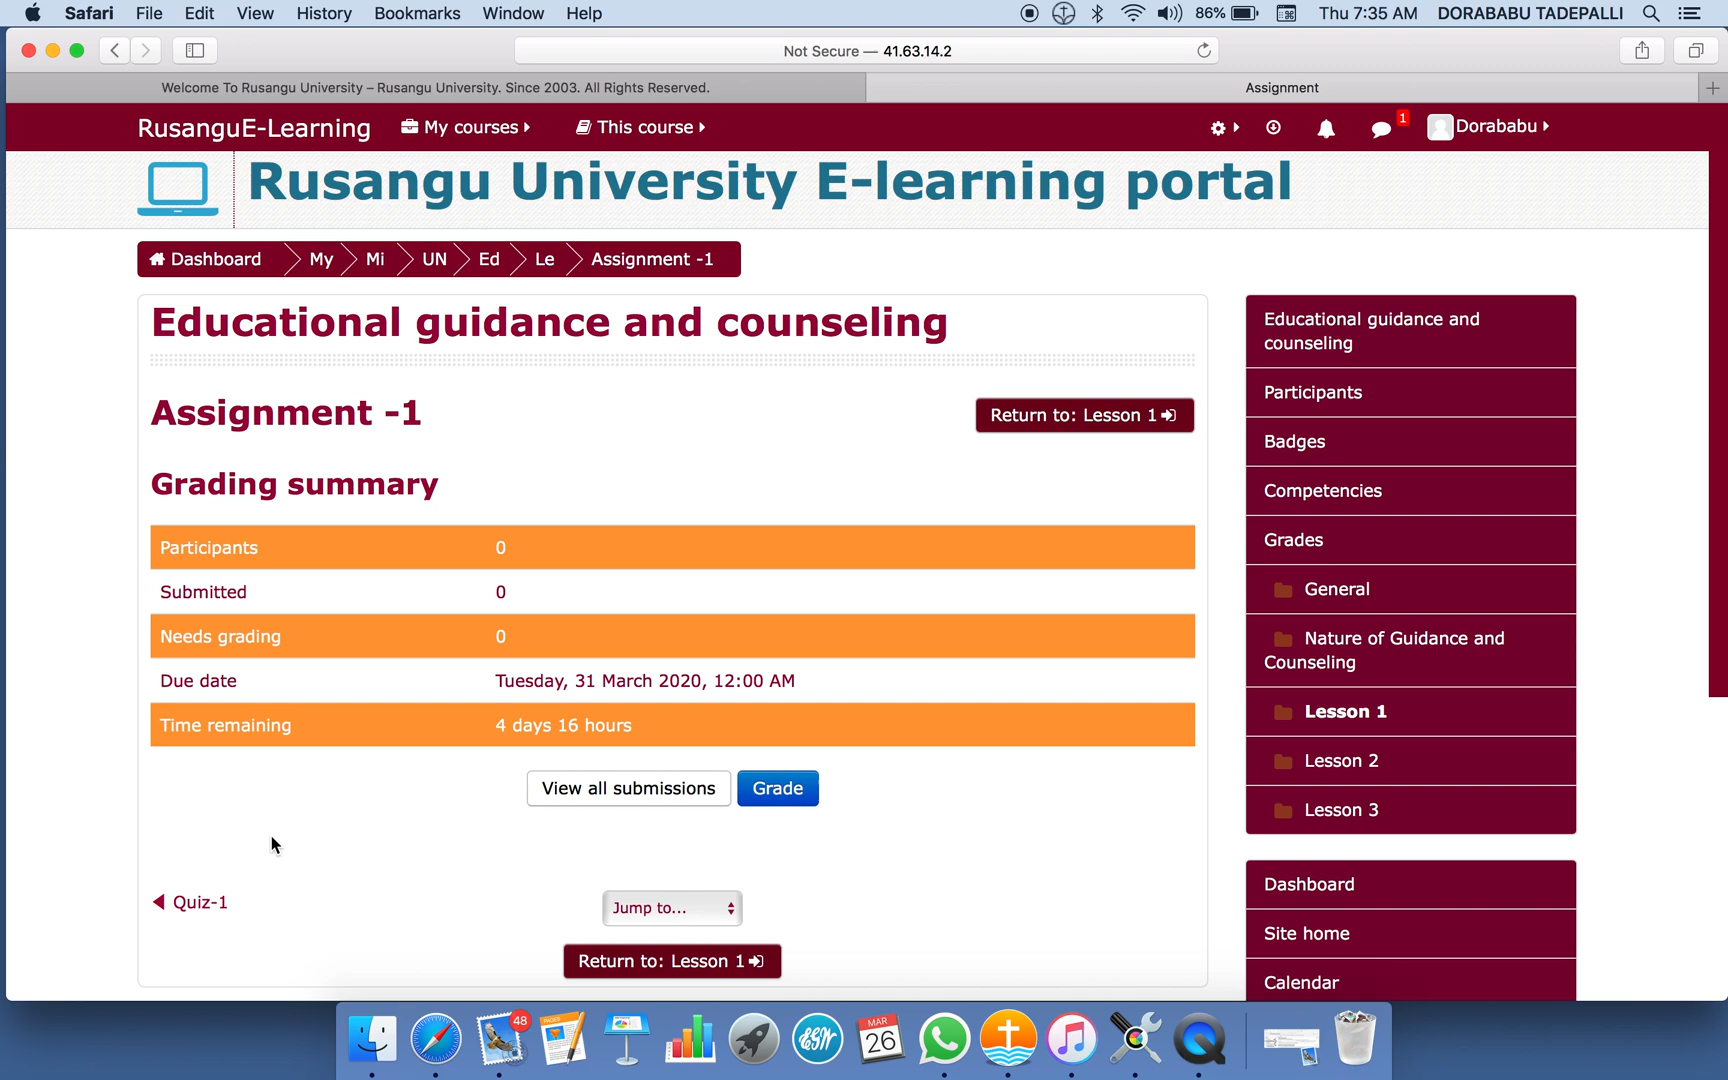 Safari File Edit View History Bookmarks Window Help 86% Thu 7:35 AM DORABABU TADEPALLI
Not Secure — 41.63.14.2
Welcome To Rusangu University – Rusangu University. Since 2003. All Rights Reserved. Assignment
RusanguE-Learning My courses This course 1 Dorababu
Rusangu University E-learning portal
Dashboard My Mi UN Ed Le Assignment -1
Educational guidance and counseling
Assignment -1
Return to: Lesson 1
Grading summary
Participants 0
Submitted 0
Needs grading 0
Due date Tuesday, 31 March 2020, 12:00 AM
Time remaining 4 days 16 hours
View all submissions Grade
Quiz-1
Jump to...
Return to: Lesson 1
Educational guidance and
counseling
Participants
Badges
Competencies
Grades
General
Nature of Guidance and
Counseling
Lesson 1
Lesson 2
Lesson 3
Dashboard
Site home
Calendar
48
PAGES
MAR
26